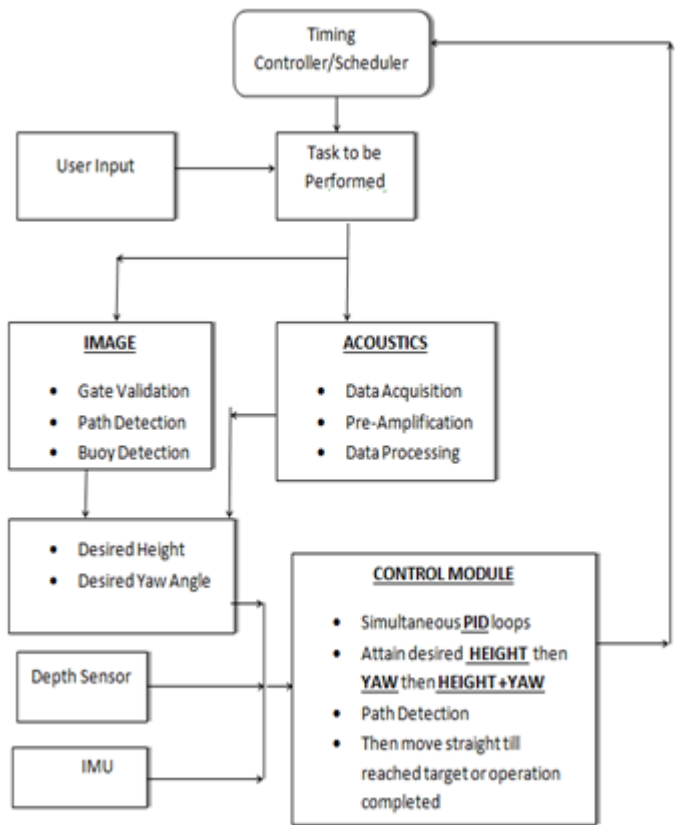 Timing
Controller/Scheduler
User Input
Task to be
Performed
IMAGE
• Gate Validation
• Path Detection
• Buoy Detection
ACOUSTICS
• Data Acquisition
• Pre-Amplification
• Data Processing
• Desired Height
• Desired Yaw Angle
Depth Sensor
IMU
CONTROL MODULE
• Simultaneous PID loops
• Attain desired HEIGHT then
YAW then HEIGHT+YAW
• Path Detection
• Then move straight till
reached target or operation
completed